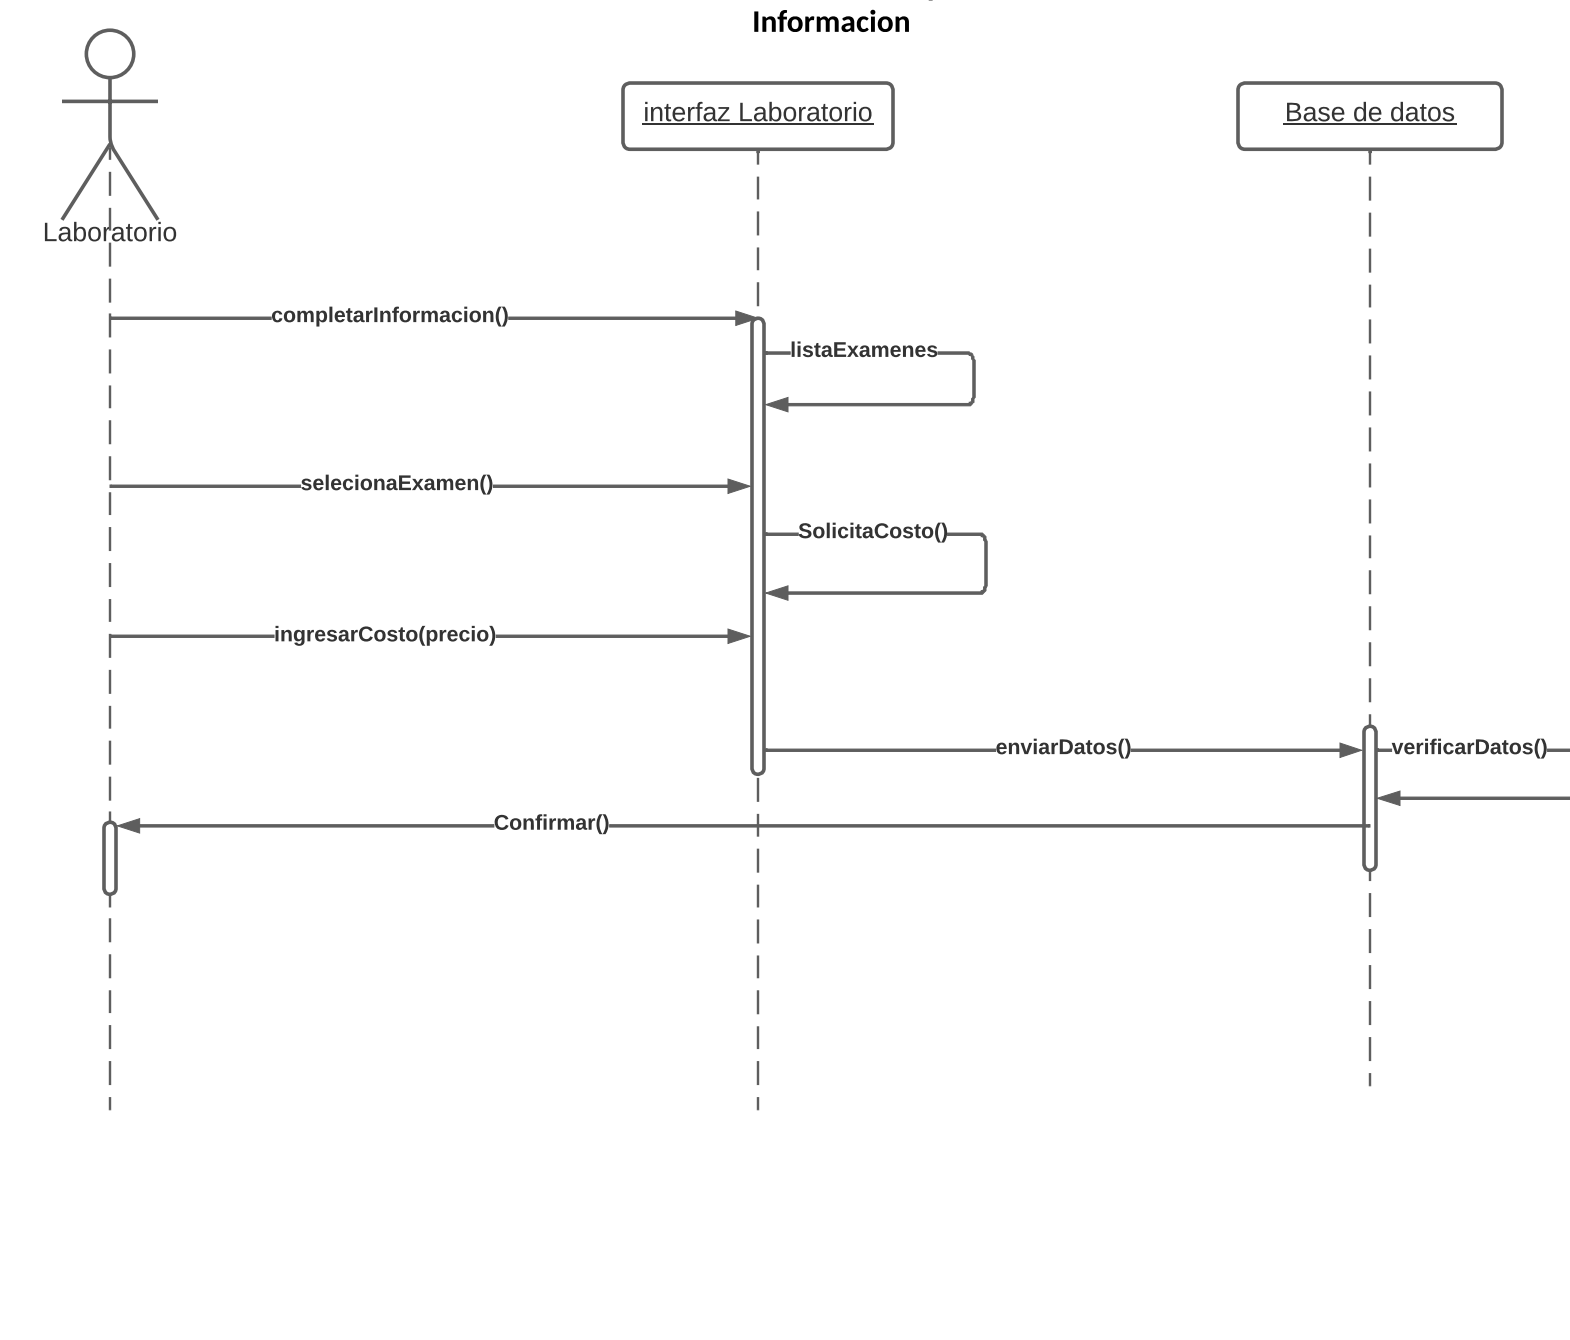 Informacion
interfaz Laboratorio
Base de datos
Laboratorio
completarInformacion()
listaExamenes
selecionaExamen()
SolicitaCosto()
ingresarCosto(precio)
enviarDatos()
verificarDatos()
Confirmar()